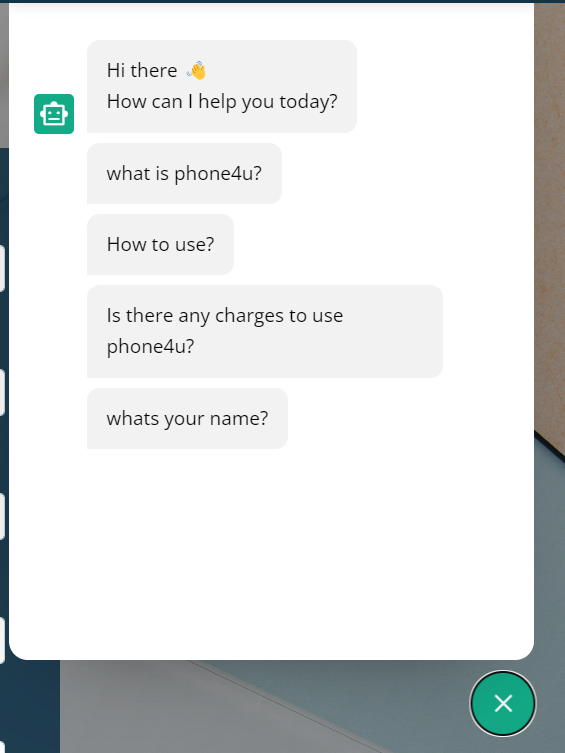 Hi there 👋
How can I help you today?
what is phone4u?
How to use?
Is there any charges to use
phone4u?
whats your name?